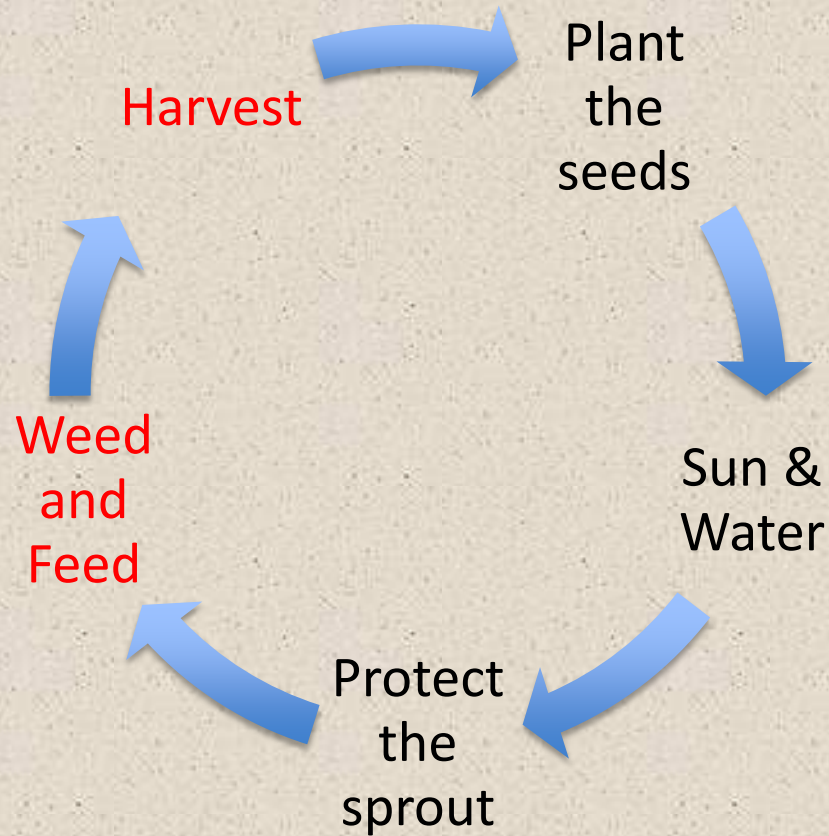 Plant
the
seeds
Sun &
Water
Protect
the
sprout
Weed
and
Feed
Harvest